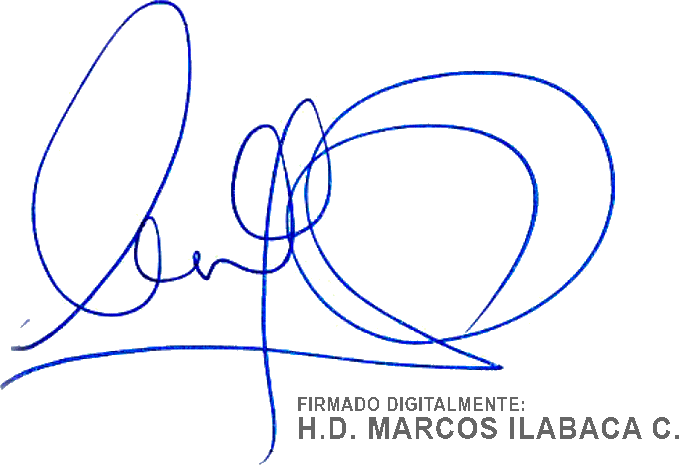 FIRMADO DIGITALMENTE:
H.D. MARCOS ILABACA C.